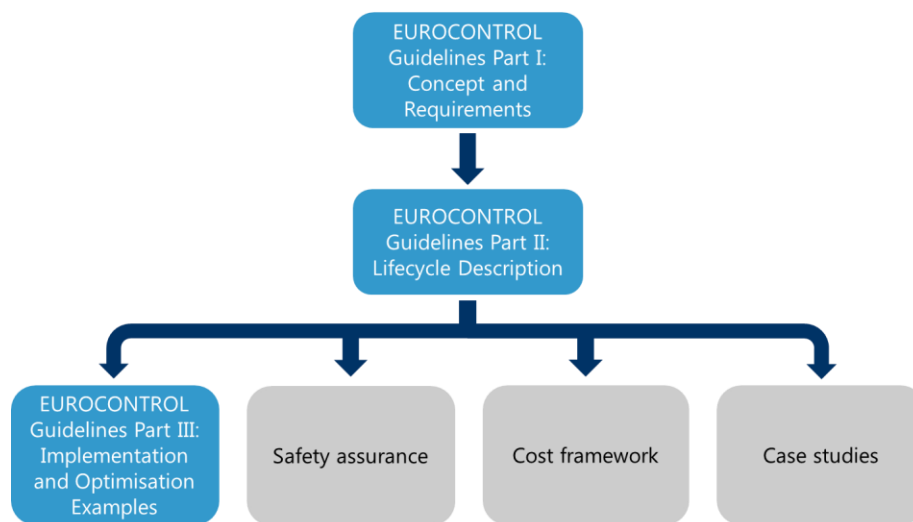 EUROCONTROL
Guidelines Part I:
Concept and
Requirements
EUROCONTROL
Guidelines Part II:
Lifecycle Description
EUROCONTROL
Guidelines Part III:
Implementation
and Optimisation
Examples
Safety assurance
Cost framework
Case studies